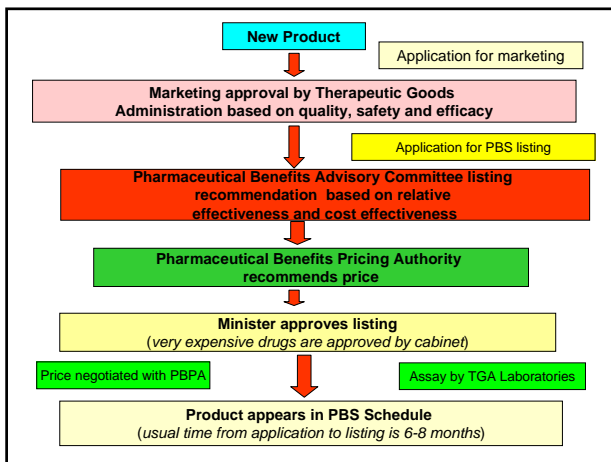 New Product
Application for marketing
Marketing approval by Therapeutic Goods
Administration based on quality, safety and efficacy
Application for PBS listing
Pharmaceutical Benefits Advisory Committee listing
recommendation based on relative
effectiveness and cost effectiveness
Pharmaceutical Benefits Pricing Authority
recommends price
Minister approves listing
(very expensive drugs are approved by cabinet)
Price negotiated with PBPA
Assay by TGA Laboratories
Product appears in PBS Schedule
(usual time from application to listing is 6-8 months)